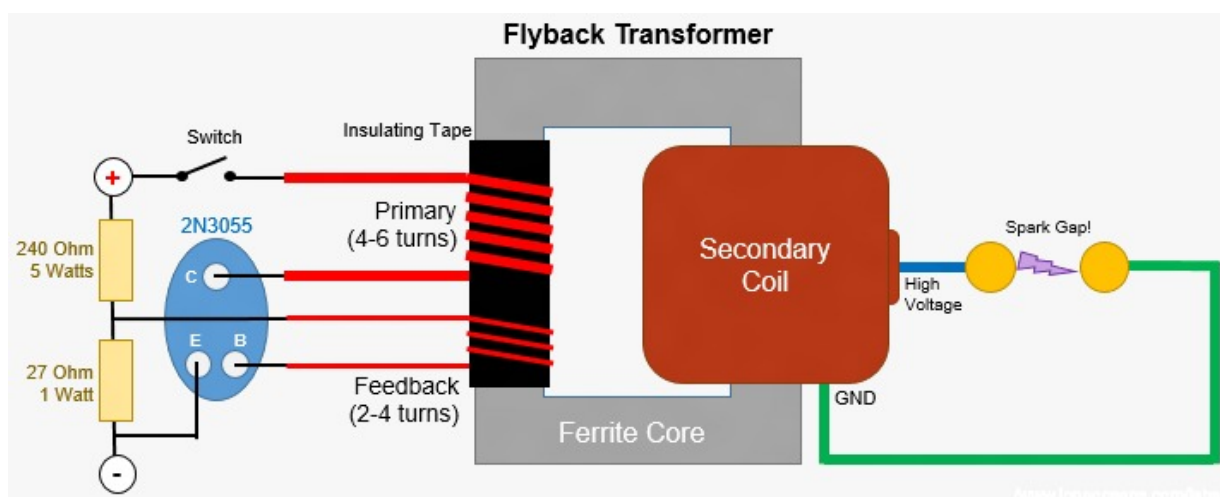 Flyback Transformer
Insulating Tape
Switch
+
Primary
(4-6 turns)
2N3055
240 Ohm
5 Watts
C
E
B
27 Ohm
1 Watt
Feedback
(2-4 turns)
-
Secondary
Coil
High
Voltage
Spark Gap!
GND
Ferrite Core